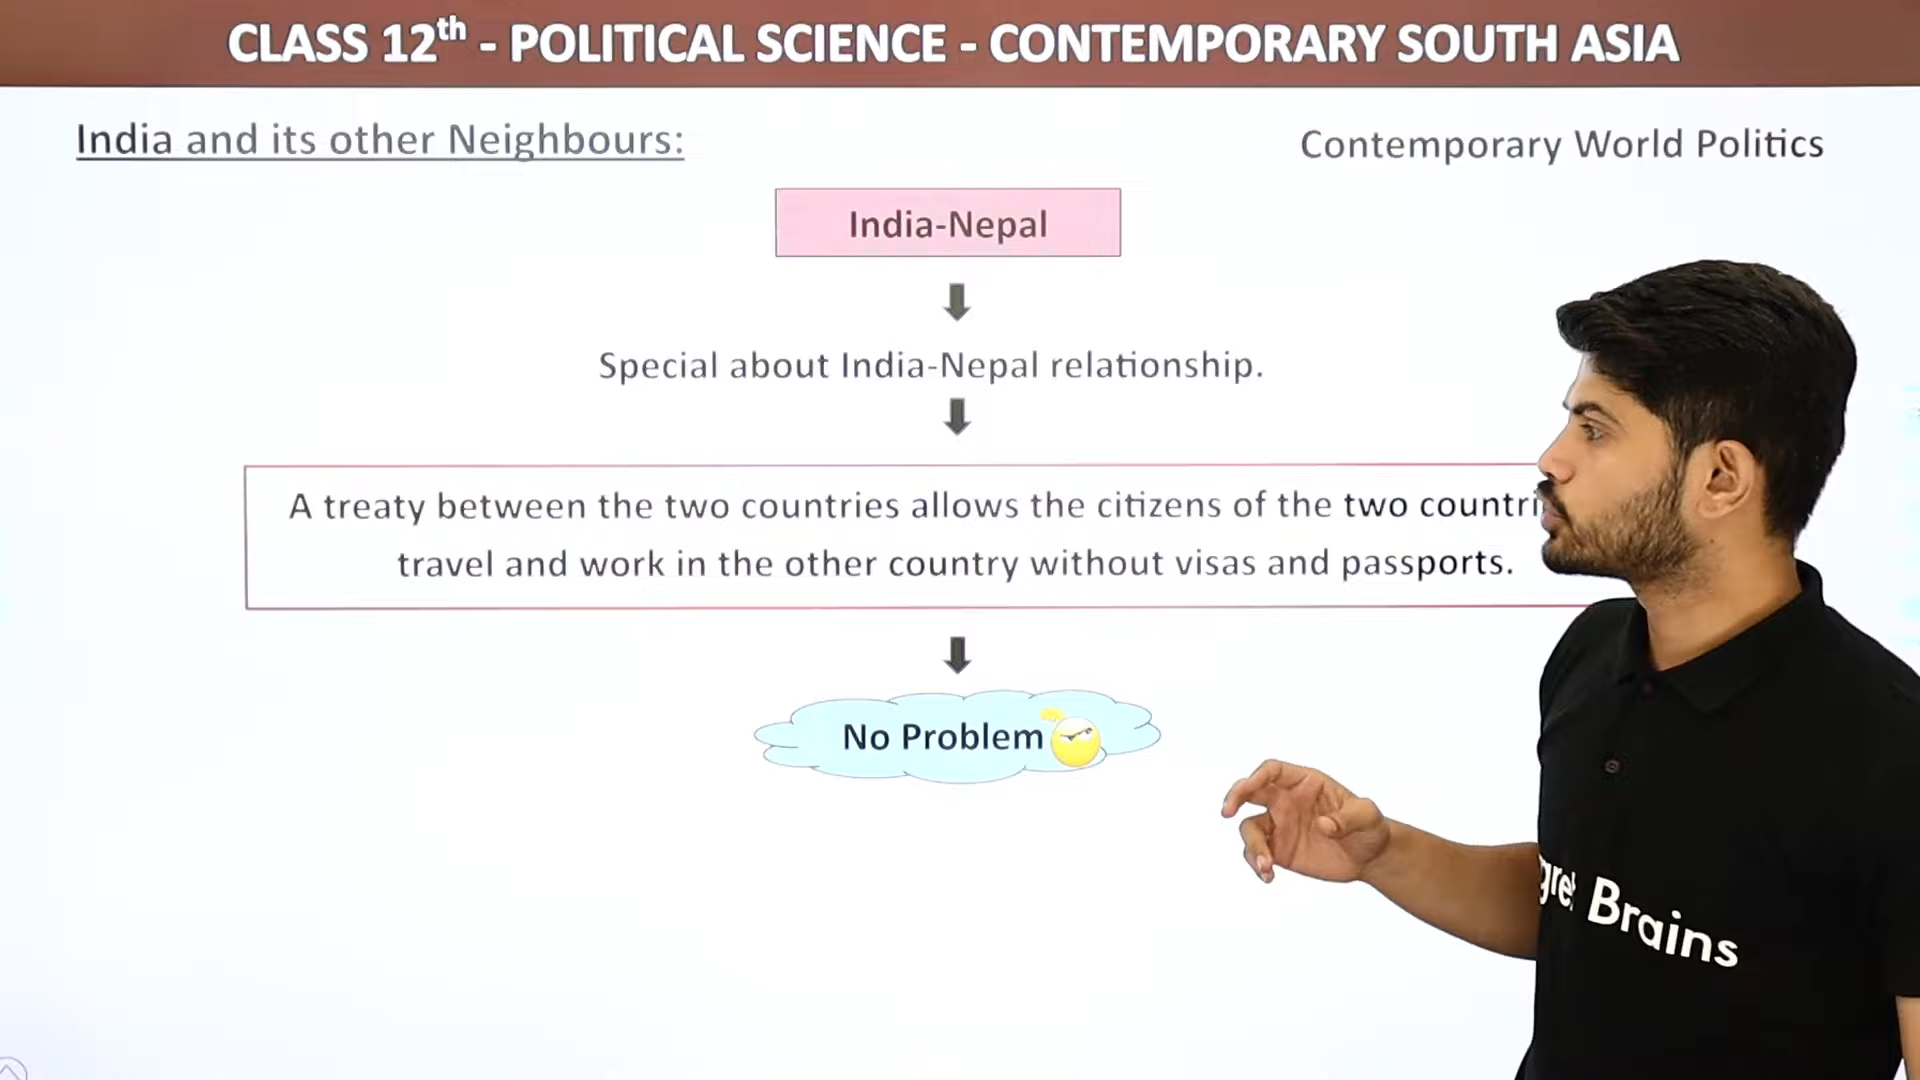 CLASS 12th - POLITICAL SCIENCE - CONTEMPORARY SOUTH ASIA
India and its other Neighbours:
Contemporary World Politics
India-Nepal
Special about India-Nepal relationship.
A treaty between the two countries allows the citizens of the two countri
travel and work in the other country without visas and passports.
No Problem
Brains